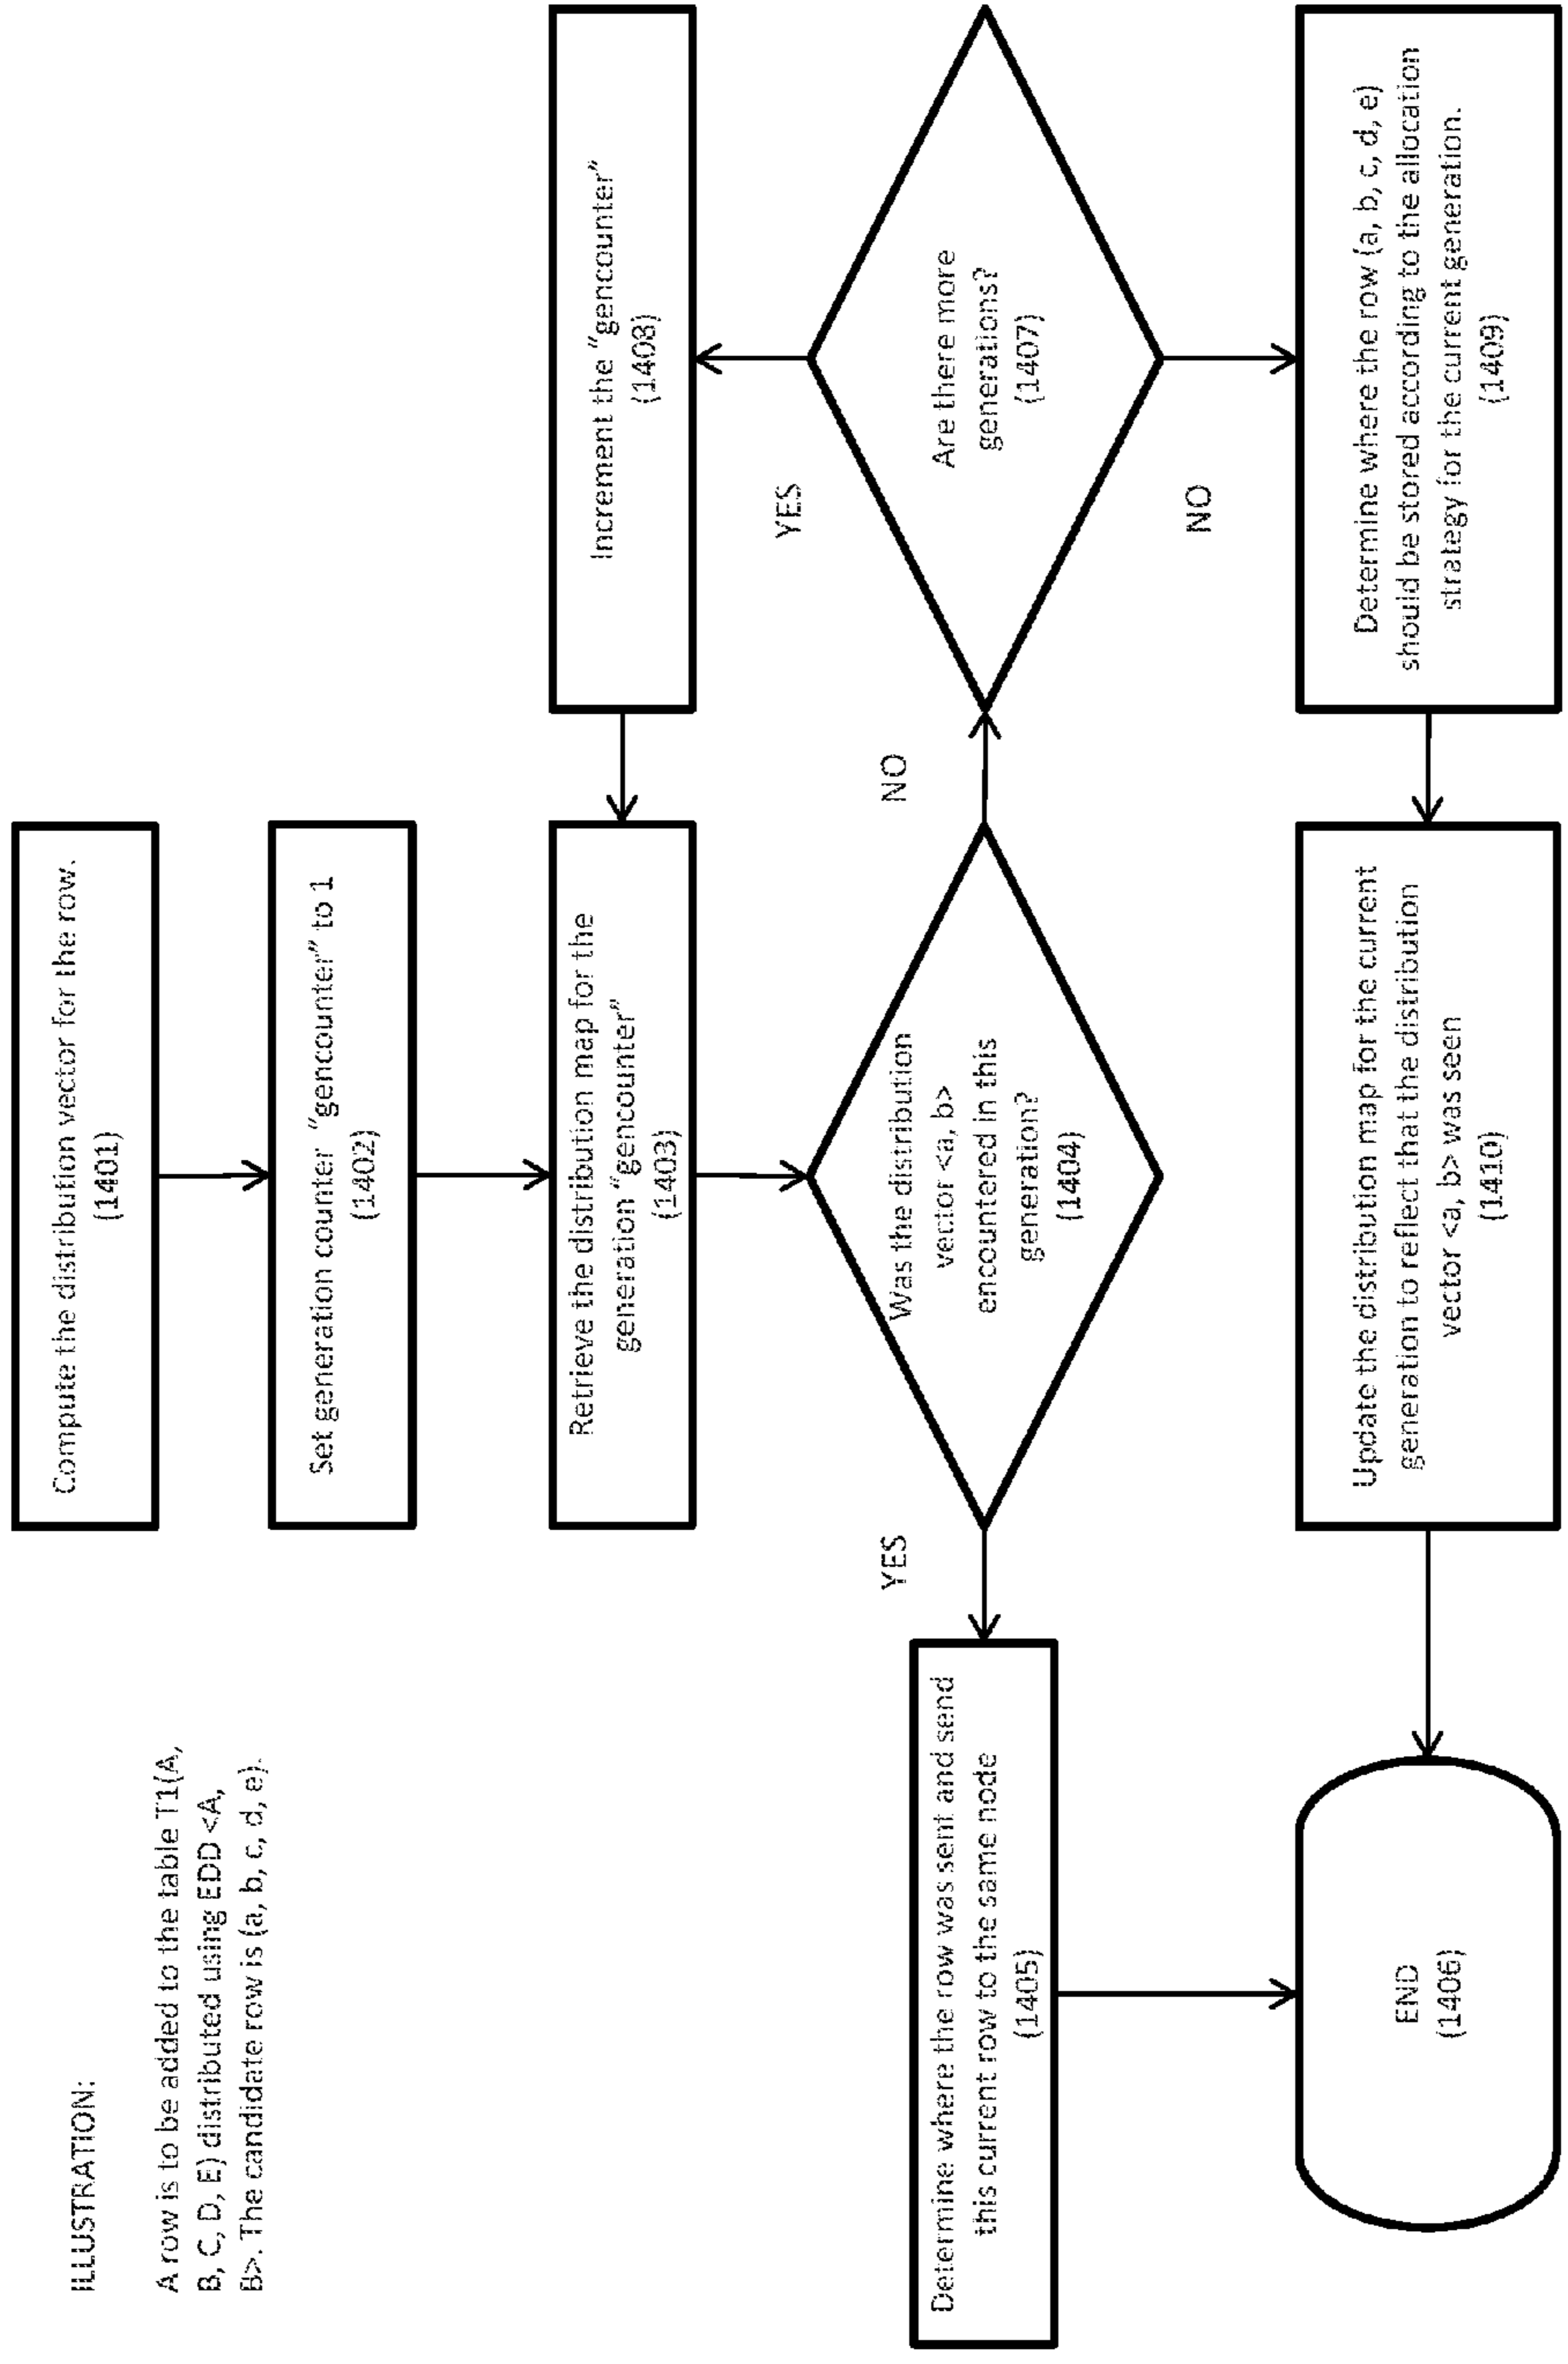 ILLUSTRATION:
A row is to be added to the table T1(A,
B, C, D, E) distributed using EDD <A,
B>. The candidate row is (a, b, c, d, e).
Compute the distribution vector for the row.
(1401)
Set generation counter “gencounter” to 1
(1402)
Retrieve the distribution map for the
generation “gencounter”
(1403)
Increment the “gencounter”
(1408)
Was the distribution
vector <a, b>
encountered in this
generation?
(1404)
YES
NO
Determine where the row was sent and send
this current row to the same node
(1405)
Are there more
generations?
(1407)
YES
NO
END
(1406)
Update the distribution map for the current
generation to reflect that the distribution
vector <a, b> was seen
(1410)
Determine where the row (a, b, c, d, e)
should be stored according to the allocation
strategy for the current generation.
(1409)